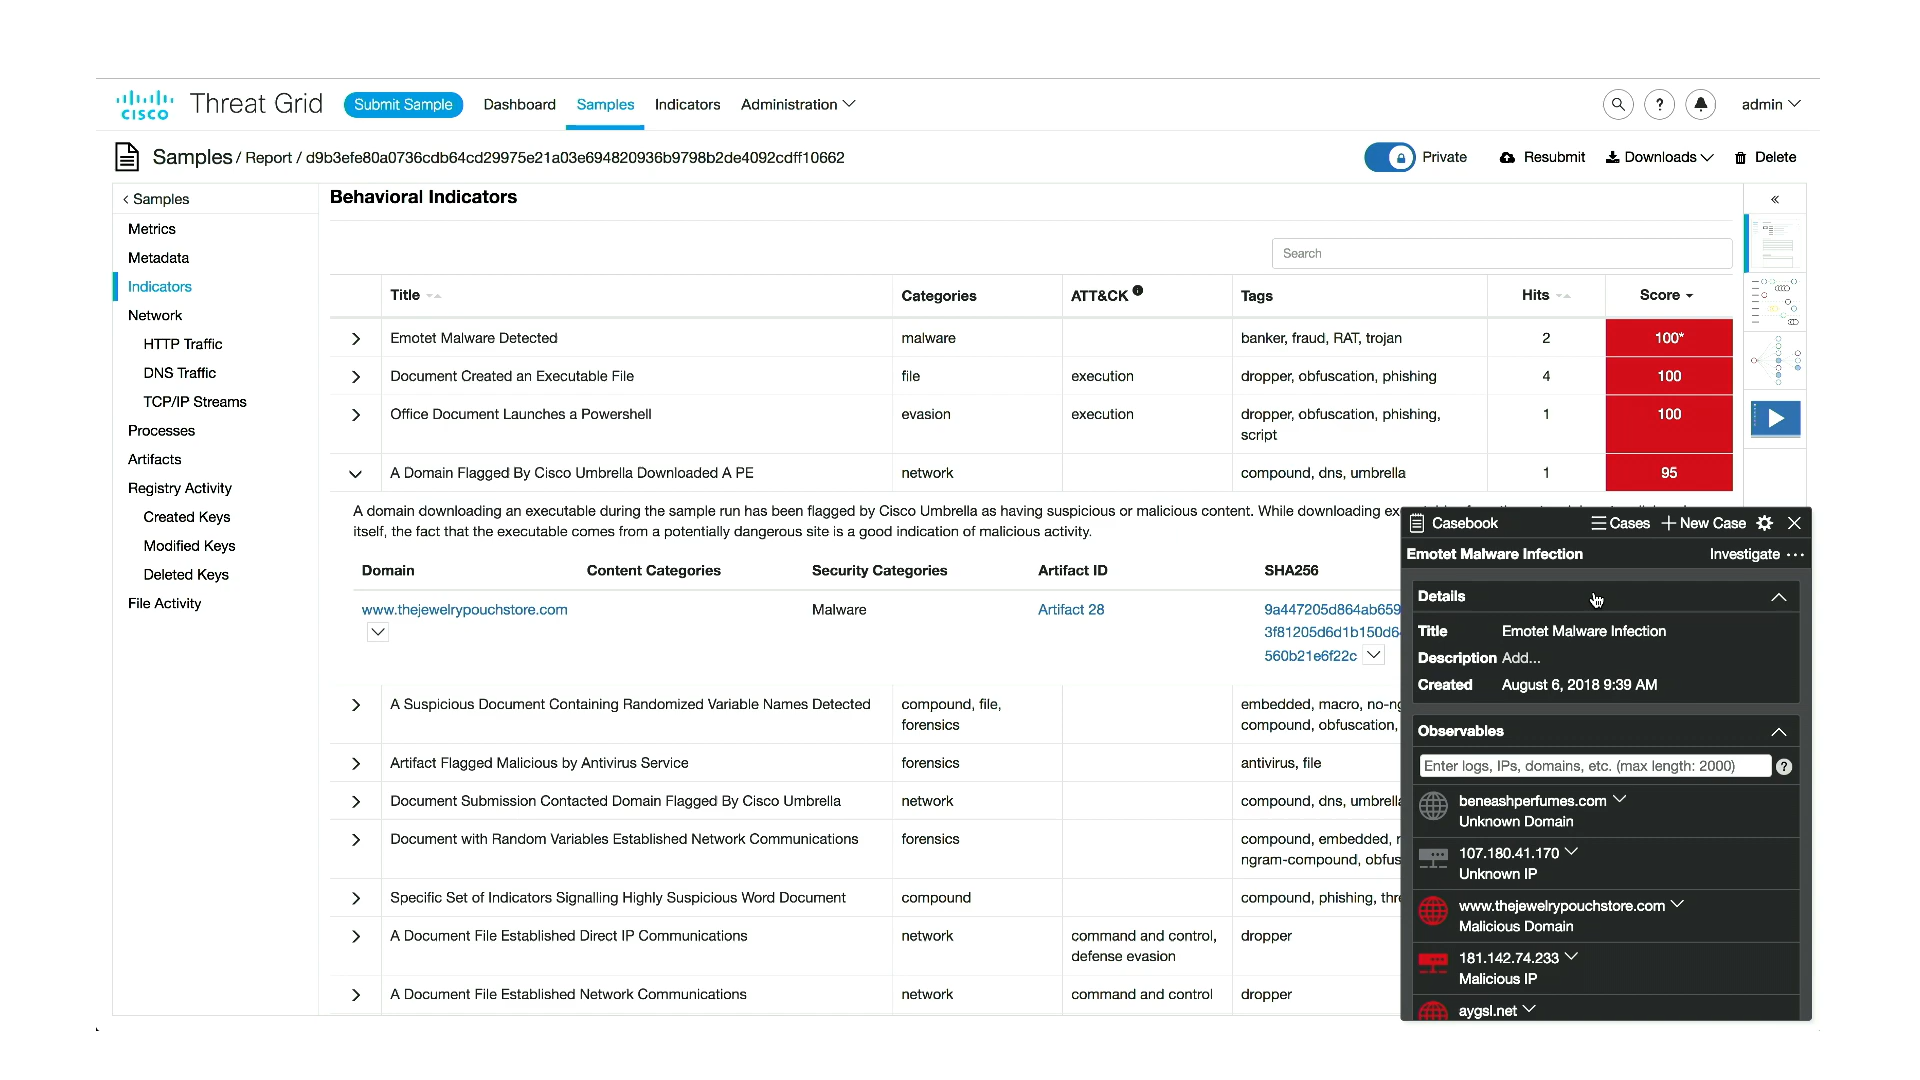 CISCO Threat Grid Submit Sample Dashboard Samples Indicators Administration admin
Samples / Report / d9b3efe80a0736cdb64cd29975e21a03e694820936b9798b2de4092cdff10662 Private Resubmit Downloads Delete
Samples
Metrics
Metadata
Indicators
Network
HTTP Traffic
DNS Traffic
TCP/IP Streams
Processes
Artifacts
Registry Activity
Created Keys
Modified Keys
Deleted Keys
File Activity
Behavioral Indicators
Search
Title Categories ATT&CK Tags Hits Score
Emotet Malware Detected malware banker, fraud, RAT, trojan 2 100*
Document Created an Executable File file execution dropper, obfuscation, phishing 4 100
Office Document Launches a Powershell evasion execution dropper, obfuscation, phishing, 1 100
script
A Domain Flagged By Cisco Umbrella Downloaded A PE network compound, dns, umbrella 1 95
A domain downloading an executable during the sample run has been flagged by Cisco Umbrella as having suspicious or malicious content. While downloading
itself, the fact that the executable comes from a potentially dangerous site is a good indication of malicious activity.
Domain Content Categories Security Categories Artifact ID SHA256
www.thejewelrypouchstore.com Malware Artifact 28 9a447205d864ab659
3f81205d6d1b150d6
560b21e6f22c
A Suspicious Document Containing Randomized Variable Names Detected compound, file, embedded, macro,
forensics compound, obfuscation,
Artifact Flagged Malicious by Antivirus Service forensics antivirus, file
Document Submission Contacted Domain Flagged By Cisco Umbrella network compound, dns, umbrella
Document with Random Variables Established Network Communications forensics compound, embedded,
ngram-compound,
Specific Set of Indicators Signalling Highly Suspicious Word Document compound compound, phishing,
A Document File Established Direct IP Communications network command and control, dropper
defense evasion
A Document File Established Network Communications network command and control dropper
Casebook Cases New Case
Emotet Malware Infection Investigate
Details
Title Emotet Malware Infection
Description Add...
Created August 6, 2018 9:39 AM
Observables
Enter logs, IPs, domains, etc. (max length: 2000) ?
beneashperfumes.com
Unknown Domain
107.180.41.170
Unknown IP
www.thejewelrypouchstore.com
Malicious Domain
181.142.74.233
Malicious IP
aygsl.net